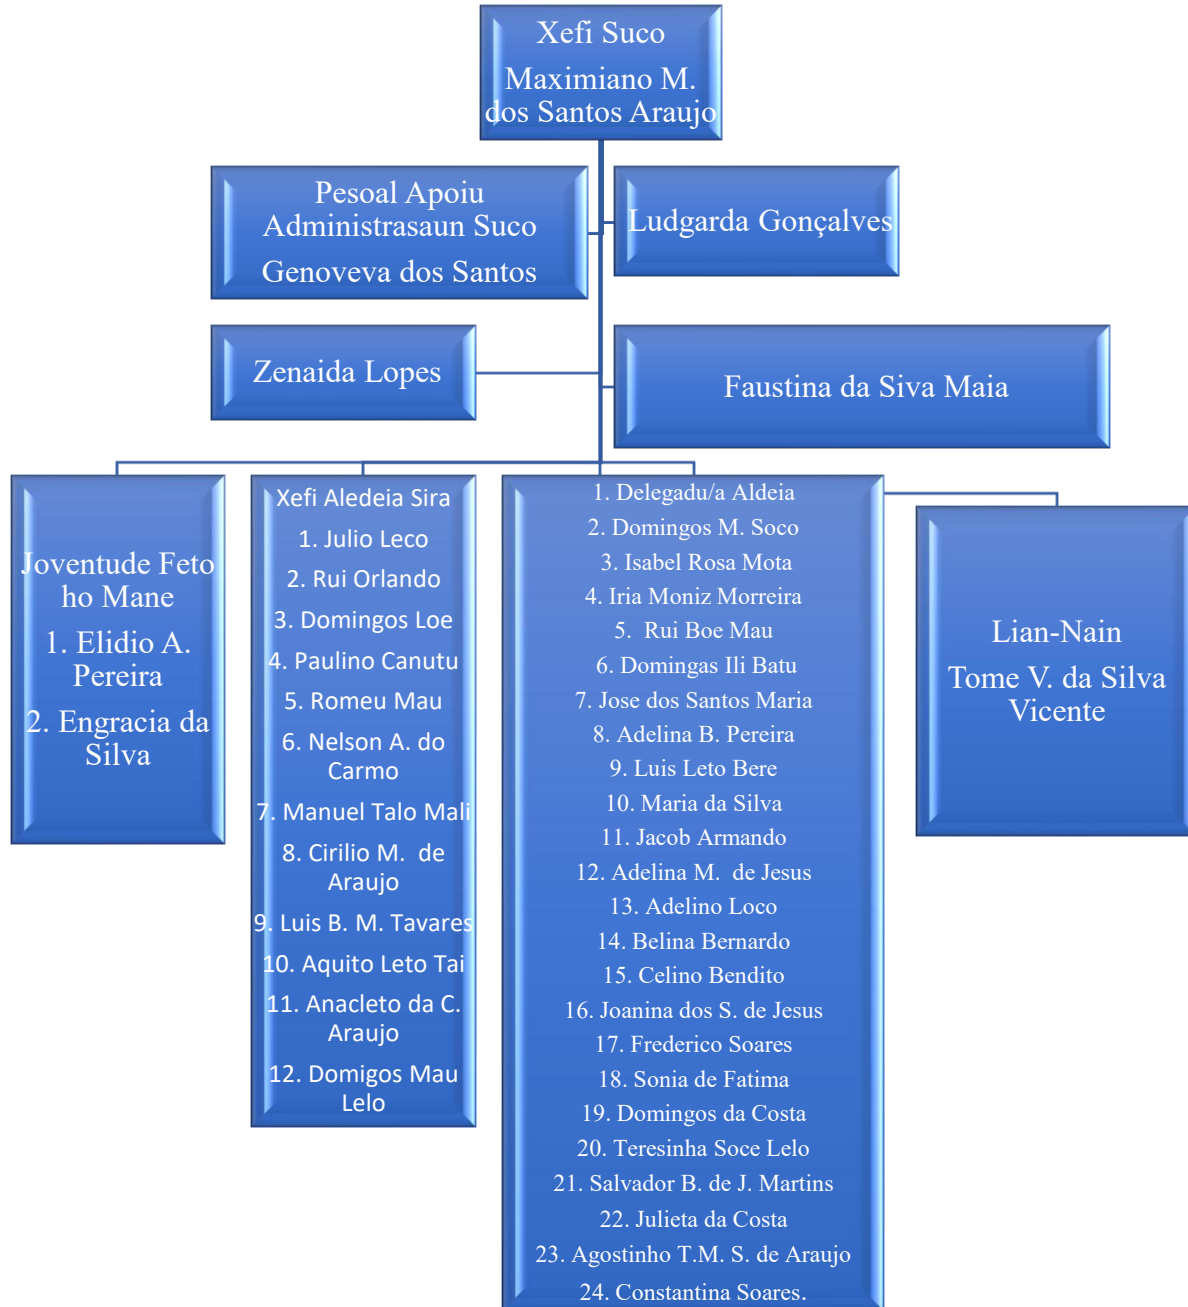 Xefi Suco
Maximiano M.
dos Santos Araujo
Pesoal Apoiu
Administrasaun Suco
Genoveva dos Santos
Ludgarda Gonçalves
Zenaida Lopes
Faustina da Siva Maia
Joventude Feto
ho Mane
1. Elidio A.
Pereira
2. Engracia da
Silva
Xefi Aledeia Sira
1. Julio Leco
2. Rui Orlando
3. Domingos Loe
4. Paulino Canutu
5. Romeu Mau
6. Nelson A. do
Carmo
7. Manuel Talo Mali
8. Cirilio M. de
Araujo
9. Luis B. M. Tavares
10. Aquito Leto Tai
11. Anacleto da C.
Araujo
12. Domigos Mau
Lelo
1. Delegadu/a Aldeia
2. Domingos M. Soco
3. Isabel Rosa Mota
4. Iria Moniz Morreira
5. Rui Boe Mau
6. Domingas Ili Batu
7. Jose dos Santos Maria
8. Adelina B. Pereira
9. Luis Leto Bere
10. Maria da Silva
11. Jacob Armando
12. Adelina M. de Jesus
13. Adelino Loco
14. Belina Bernardo
15. Celino Bendito
16. Joanina dos S. de Jesus
17. Frederico Soares
18. Sonia de Fatima
19. Domingos da Costa
20. Teresinha Soce Lelo
21. Salvador B. de J. Martins
22. Julieta da Costa
23. Agostinho T.M. S. de Araujo
24. Constantina Soares.
Lian-Nain
Tome V. da Silva
Vicente